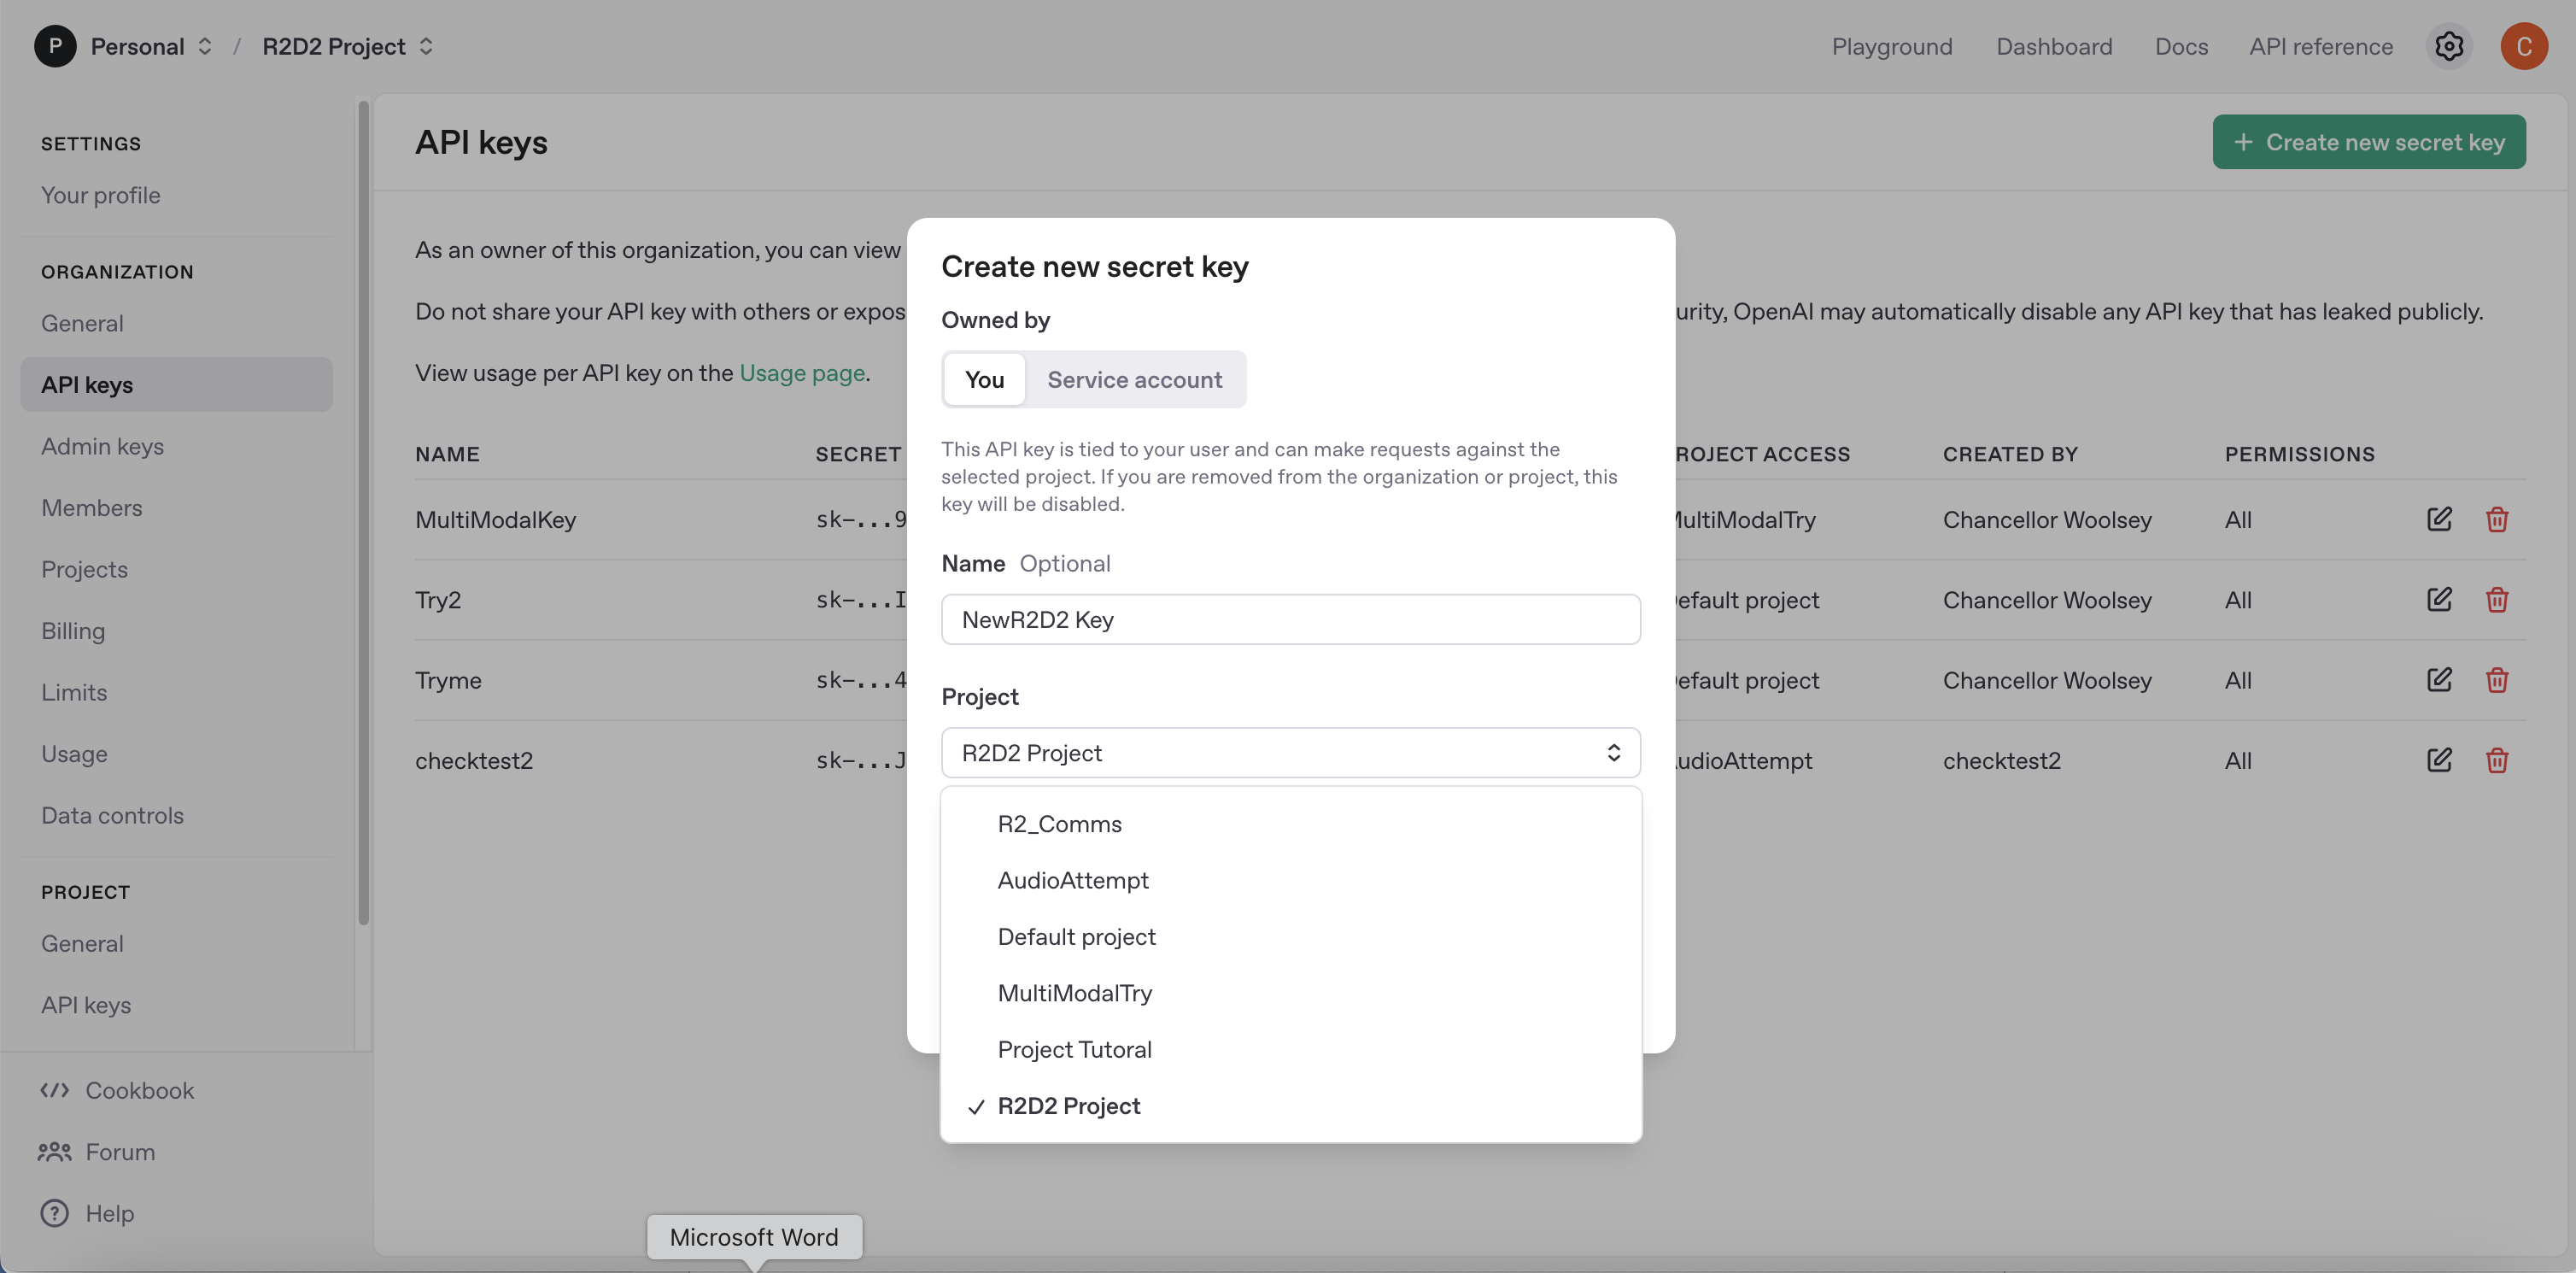 P Personal / R2D2 Project
Playground Dashboard Docs API reference C
SETTINGS
Your profile
ORGANIZATION
General
API keys
Admin keys
Members
Projects
Billing
Limits
Usage
Data controls
PROJECT
General
API keys
Cookbook
Forum
Help
API keys
+ Create new secret key
As an owner of this organization, you can view
Do not share your API key with others or expos
urity, OpenAI may automatically disable any API key that has leaked publicly.
View usage per API key on the Usage page.
NAME SECRET ROJECT ACCESS CREATED BY PERMISSIONS
MultiModalKey sk-...9 MultiModalTry Chancellor Woolsey All
Try2 sk-...I efault project Chancellor Woolsey All
Tryme sk-...4 efault project Chancellor Woolsey All
checktest2 sk-...J udioAttempt checktest2 All
Create new secret key
Owned by
You Service account
This API key is tied to your user and can make requests against the
selected project. If you are removed from the organization or project, this
key will be disabled.
Name Optional
NewR2D2 Key
Project
R2D2 Project
R2_Comms
AudioAttempt
Default project
MultiModalTry
Project Tutoral
R2D2 Project
Microsoft Word